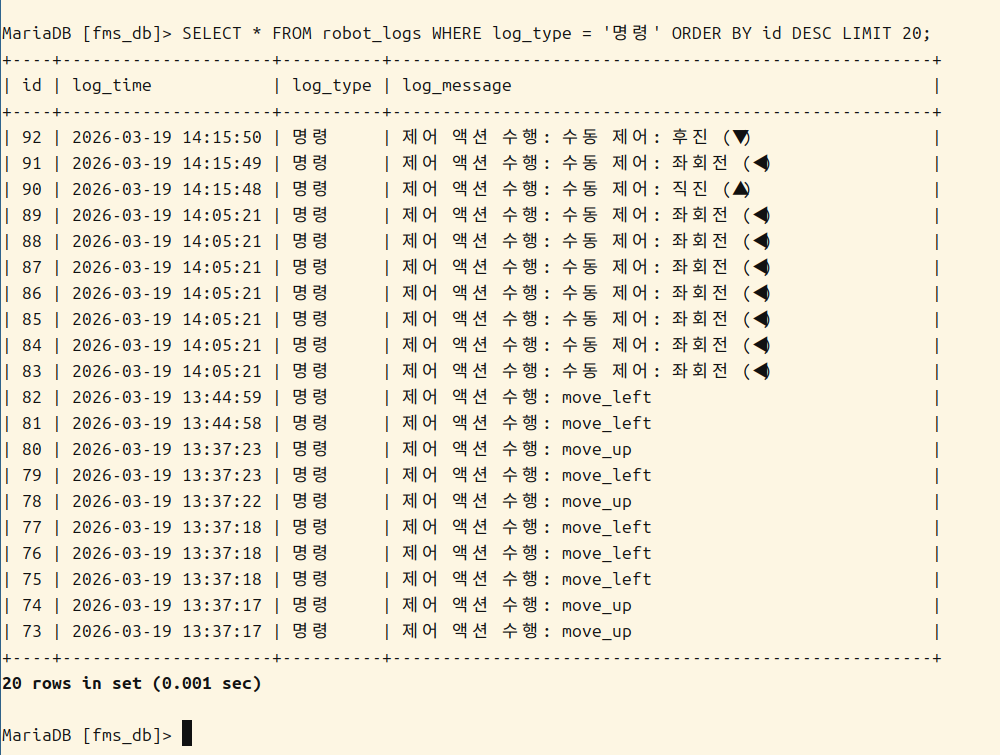 MariaDB [fms_db]> SELECT * FROM robot_logs WHERE log_type = '명령' ORDER BY id DESC LIMIT 20;
+----+---------------------+----------+------------------------------------------------------+
| id | log_time            | log_type | log_message                                          |
+----+---------------------+----------+------------------------------------------------------+
| 92 | 2026-03-19 14:15:50 | 명령     | 제어 액션 수행: 수동 제어: 후진 (▼)                  |
| 91 | 2026-03-19 14:15:49 | 명령     | 제어 액션 수행: 수동 제어: 좌회전 (◀)                |
| 90 | 2026-03-19 14:15:48 | 명령     | 제어 액션 수행: 수동 제어: 직진 (▲)                  |
| 89 | 2026-03-19 14:05:21 | 명령     | 제어 액션 수행: 수동 제어: 좌회전 (◀)                |
| 88 | 2026-03-19 14:05:21 | 명령     | 제어 액션 수행: 수동 제어: 좌회전 (◀)                |
| 87 | 2026-03-19 14:05:21 | 명령     | 제어 액션 수행: 수동 제어: 좌회전 (◀)                |
| 86 | 2026-03-19 14:05:21 | 명령     | 제어 액션 수행: 수동 제어: 좌회전 (◀)                |
| 85 | 2026-03-19 14:05:21 | 명령     | 제어 액션 수행: 수동 제어: 좌회전 (◀)                |
| 84 | 2026-03-19 14:05:21 | 명령     | 제어 액션 수행: 수동 제어: 좌회전 (◀)                |
| 83 | 2026-03-19 14:05:21 | 명령     | 제어 액션 수행: 수동 제어: 좌회전 (◀)                |
| 82 | 2026-03-19 13:44:59 | 명령     | 제어 액션 수행: move_left                            |
| 81 | 2026-03-19 13:44:58 | 명령     | 제어 액션 수행: move_left                            |
| 80 | 2026-03-19 13:37:23 | 명령     | 제어 액션 수행: move_up                              |
| 79 | 2026-03-19 13:37:23 | 명령     | 제어 액션 수행: move_left                            |
| 78 | 2026-03-19 13:37:22 | 명령     | 제어 액션 수행: move_up                              |
| 77 | 2026-03-19 13:37:18 | 명령     | 제어 액션 수행: move_left                            |
| 76 | 2026-03-19 13:37:18 | 명령     | 제어 액션 수행: move_left                            |
| 75 | 2026-03-19 13:37:18 | 명령     | 제어 액션 수행: move_left                            |
| 74 | 2026-03-19 13:37:17 | 명령     | 제어 액션 수행: move_up                              |
| 73 | 2026-03-19 13:37:17 | 명령     | 제어 액션 수행: move_up                              |
+----+---------------------+----------+------------------------------------------------------+
20 rows in set (0.001 sec)
MariaDB [fms_db]>